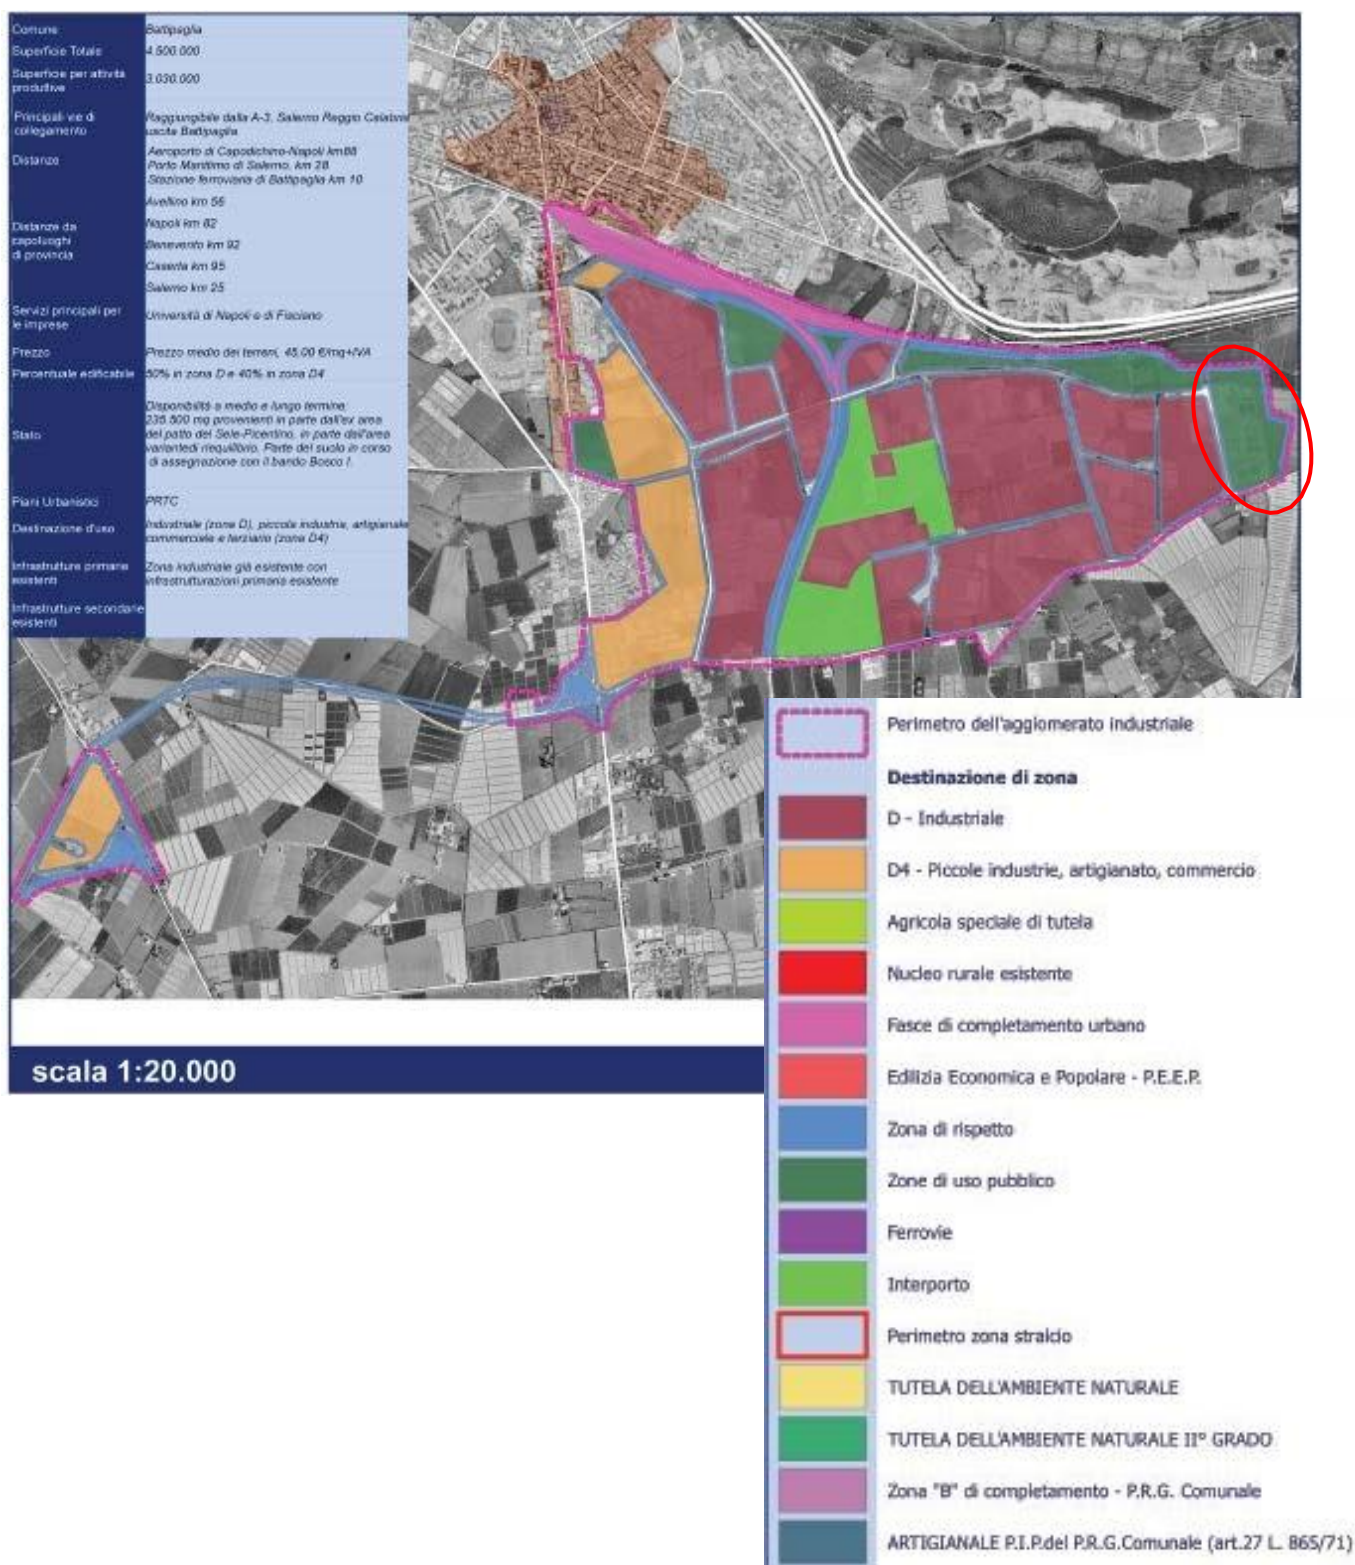 Comune Battipaglia
Superficie Totale 4.500.000
Superficie per attività
produttive 3.030.000
Principali vie di
collegamento
Raggiungibile dalla A-3, Salerno Reggio Calabria
uscita Battipaglia
Distanze
Aeroporto di Capodichino-Napoli km88
Porto Marittimo di Salerno, km 28
Stazione ferroviaria di Battipaglia km 10
Distanze da
capoluoghi
di provincia
Avellino km 56
Napoli km 82
Benevento km 92
Caserta km 95
Salerno km 25
Servizi principali per
le imprese
Università di Napoli e di Fisciano
Prezzo Prezzo medio dei terreni, 45,00 €/mq+IVA
Percentuale edificabile 50% in zona D e 40% in zona D4
Stato
Disponibilità a medio e lungo termine:
235.500 mq provenienti in parte dall'ex area
del patto del Sele-Picentino, in parte dall'area
variantedi riequilibrio. Parte del suolo in corso
di assegnazione con il bando Bosco I.
Piani Urbanistici PRTC
Destinazione d'uso
Industriale (zona D), piccola industria, artigianale
commerciale e terziario (zona D4)
Infrastrutture primarie
esistenti
Zona industriale già esistente con
infrastrutturazioni primaria esistente
Infrastrutture secondarie
esistenti
scala 1:20.000
Perimetro dell'agglomerato industriale
Destinazione di zona
D - Industriale
D4 - Piccole industrie, artigianato, commercio
Agricola speciale di tutela
Nucleo rurale esistente
Fasce di completamento urbano
Edilizia Economica e Popolare - P.E.E.P.
Zona di rispetto
Zone di uso pubblico
Ferrovie
Interporto
Perimetro zona stralcio
TUTELA DELL'AMBIENTE NATURALE
TUTELA DELL'AMBIENTE NATURALE II° GRADO
Zona "B" di completamento - P.R.G. Comunale
ARTIGIANALE P.I.P.del P.R.G.Comunale (art.27 L. 865/71)